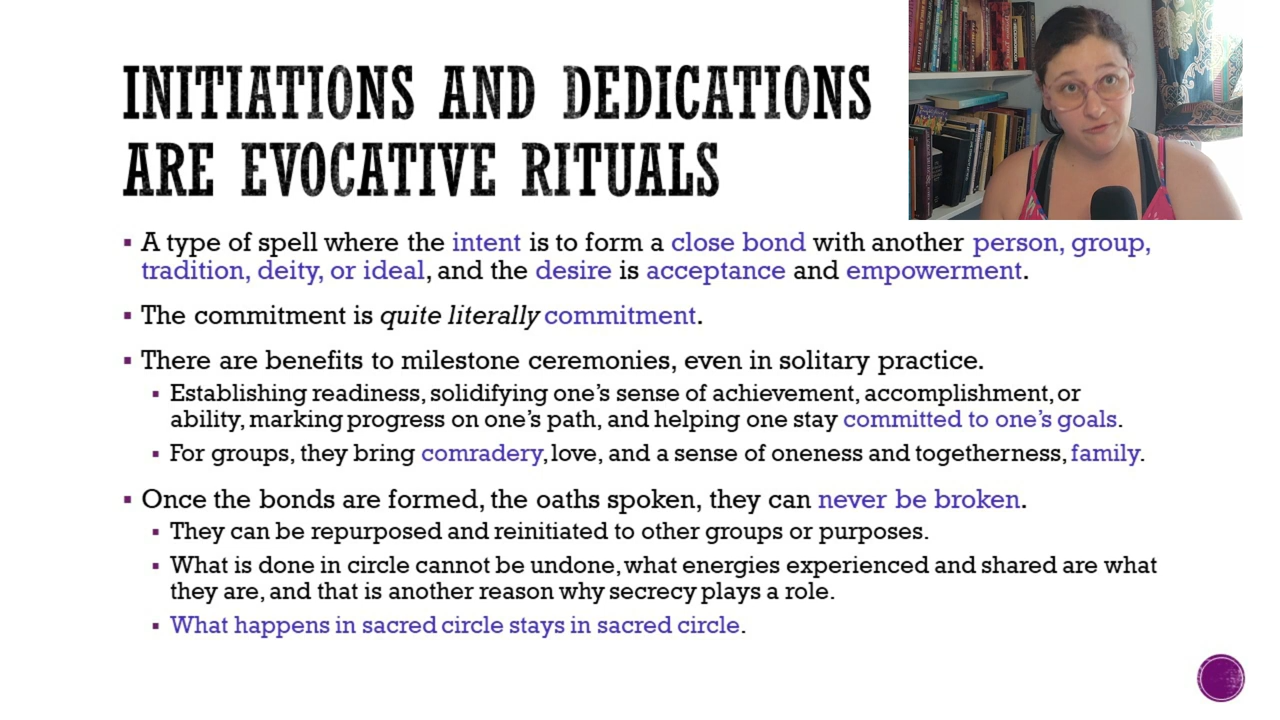 INITIATIONS AND DEDICATIONS
ARE EVOCATIVE RITUALS
▪ A type of spell where the intent is to form a close bond with another person, group,
tradition, deity, or ideal, and the desire is acceptance and empowerment.
▪ The commitment is quite literally commitment.
▪ There are benefits to milestone ceremonies, even in solitary practice.
▪ Establishing readiness, solidifying one's sense of achievement, accomplishment, or
ability, marking progress on one's path, and helping one stay committed to one's goals.
▪ For groups, they bring comradery, love, and a sense of oneness and togetherness, family.
▪ Once the bonds are formed, the oaths spoken, they can never be broken.
▪ They can be repurposed and reinitiated to other groups or purposes.
▪ What is done in circle cannot be undone, what energies experienced and shared are what
they are, and that is another reason why secrecy plays a role.
▪ What happens in sacred circle stays in sacred circle.